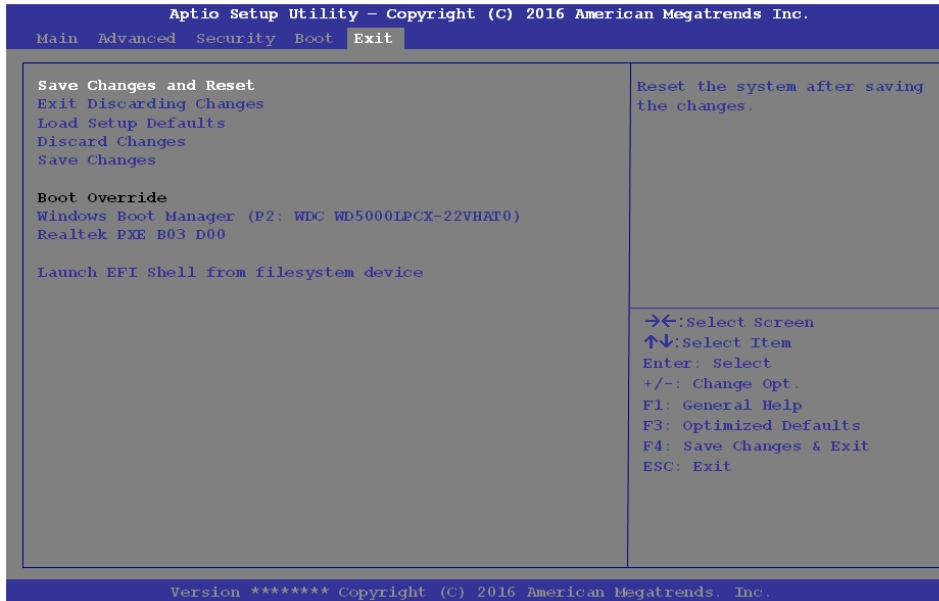 Aptio Setup Utility – Copyright (C) 2016 American Megatrends Inc.
Main Advanced Security Boot Exit
Save Changes and Reset
Exit Discarding Changes
Load Setup Defaults
Discard Changes
Save Changes
Boot Override
Windows Boot Manager (P2: WDC WD5000LPCX-22VHAT0)
Realtek PXE B03 D00
Launch EFI Shell from filesystem device
Reset the system after saving
the changes.
→←:Select Screen
↑↓:Select Item
Enter: Select
+/-: Change Opt.
F1: General Help
F3: Optimized Defaults
F4: Save Changes & Exit
ESC: Exit
Version ******** Copyright (C) 2016 American Megatrends. Inc.